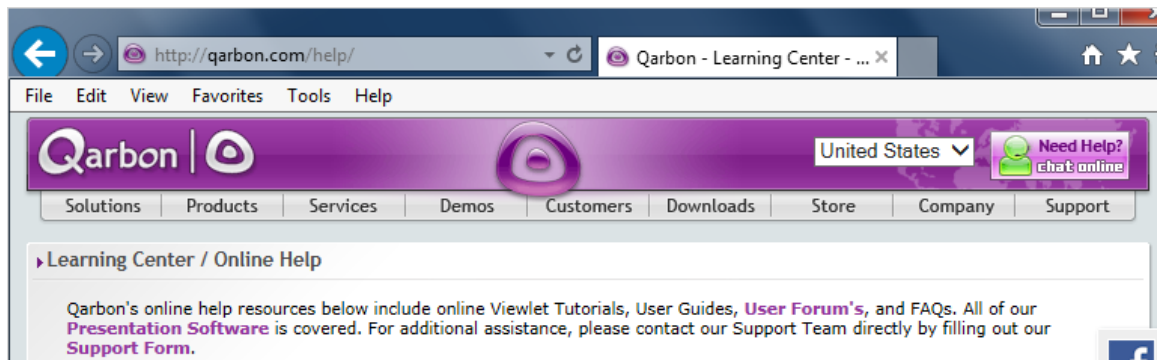 http://qarbon.com/help/
Qarbon - Learning Center - ...
File Edit View Favorites Tools Help
Qarbon
United States
Need Help?
chat online
Solutions Products Services Demos Customers Downloads Store Company Support
Learning Center / Online Help
Qarbon's online help resources below include online Viewlet Tutorials, User Guides, User Forum's, and FAQs. All of our
Presentation Software is covered. For additional assistance, please contact our Support Team directly by filling out our
Support Form.